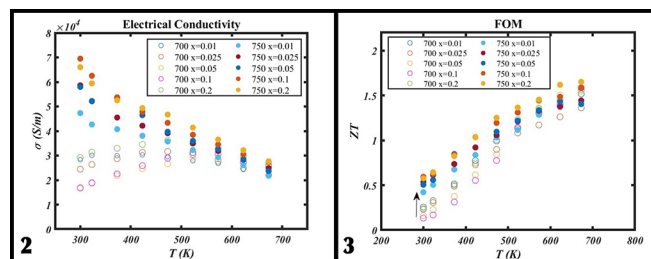 Electrical Conductivity
×10⁴
8
7
6
5
4
3
2
1
0
σ (S/m)
700 x=0.01
700 x=0.025
700 x=0.05
700 x=0.1
700 x=0.2
750 x=0.01
750 x=0.025
750 x=0.05
750 x=0.1
750 x=0.2
300 400 500 600 700
T (K)
2
FOM
2
1.5
1
0.5
0
ZT
700 x=0.01
700 x=0.025
700 x=0.05
700 x=0.1
700 x=0.2
750 x=0.01
750 x=0.025
750 x=0.05
750 x=0.1
750 x=0.2
200 300 400 500 600 700 800
T (K)
3